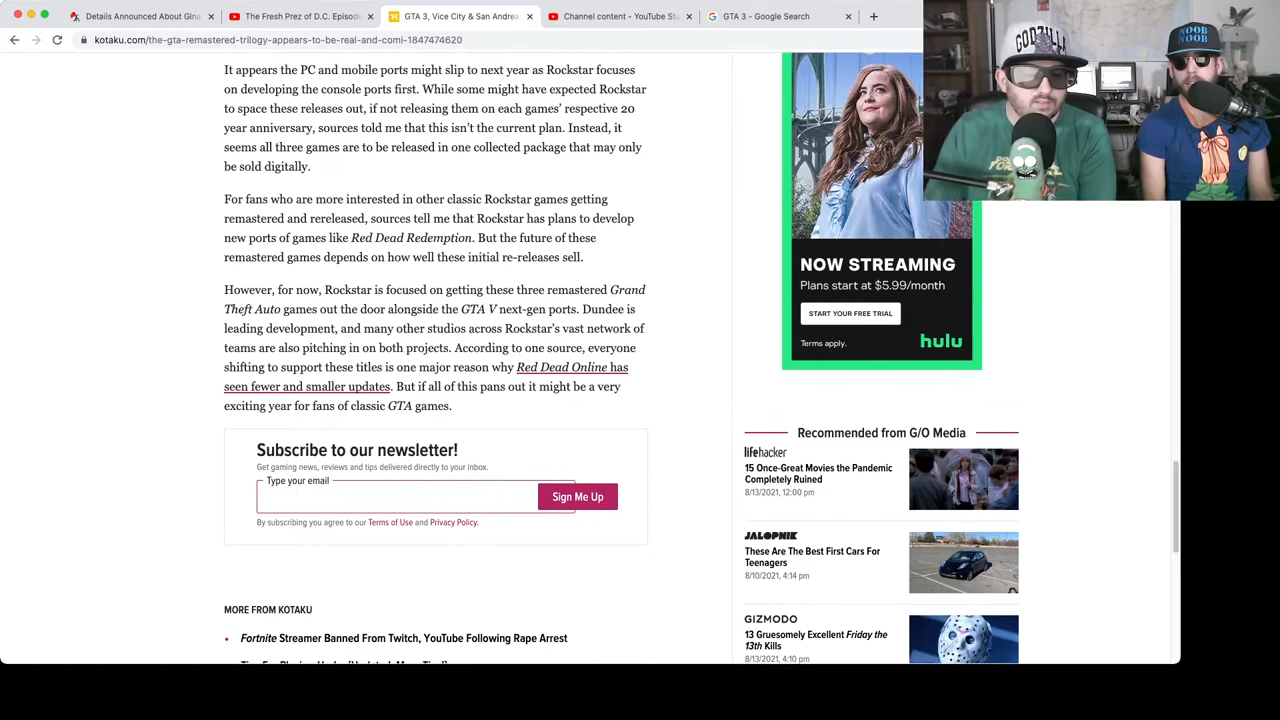 Details Announced About Gina
The Fresh Prez of D.C. Episode
GTA 3, Vice City & San Andrea
Channel content - YouTube Stu
GTA 3 - Google Search
kotaku.com/the-gta-remastered-trilogy-appears-to-be-real-and-comi-1847474620
GODZILLA
NOOB
NOOB
It appears the PC and mobile ports might slip to next year as Rockstar focuses
on developing the console ports first. While some might have expected Rockstar
to space these releases out, if not releasing them on each games' respective 20
year anniversary, sources told me that this isn't the current plan. Instead, it
seems all three games are to be released in one collected package that may only
be sold digitally.
For fans who are more interested in other classic Rockstar games getting
remastered and rereleased, sources tell me that Rockstar has plans to develop
new ports of games like Red Dead Redemption. But the future of these
remastered games depends on how well these initial re-releases sell.
However, for now, Rockstar is focused on getting these three remastered Grand
Theft Auto games out the door alongside the GTA V next-gen ports. Dundee is
leading development, and many other studios across Rockstar's vast network of
teams are also pitching in on both projects. According to one source, everyone
shifting to support these titles is one major reason why Red Dead Online has
seen fewer and smaller updates. But if all of this pans out it might be a very
exciting year for fans of classic GTA games.
Subscribe to our newsletter!
Get gaming news, reviews and tips delivered directly to your inbox.
Type your email
Sign Me Up
By subscribing you agree to our Terms of Use and Privacy Policy.
MORE FROM KOTAKU
Fortnite Streamer Banned From Twitch, YouTube Following Rape Arrest
NOW STREAMING
Plans start at $5.99/month
START YOUR FREE TRIAL
Terms apply.
hulu
Recommended from G/O Media
lifehacker
15 Once-Great Movies the Pandemic
Completely Ruined
8/13/2021, 12:00 pm
JALOPNIK
These Are The Best First Cars For
Teenagers
8/10/2021, 4:14 pm
GIZMODO
13 Gruesomely Excellent Friday the
13th Kills
8/13/2021, 4:10 pm